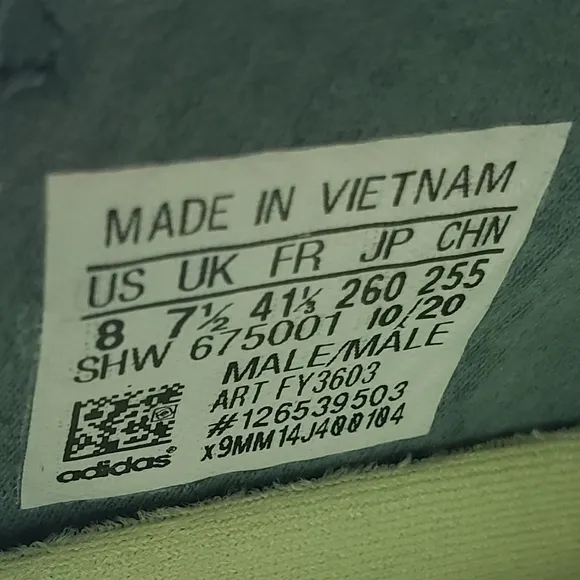 MADE IN VIETNAM
US UK FR JP CHN
8 7½ 41⅓ 260 255
SHW 675001 10/20
MALE/MÂLE
ART FY3603
#126539503
x9MM14J400104
adidas